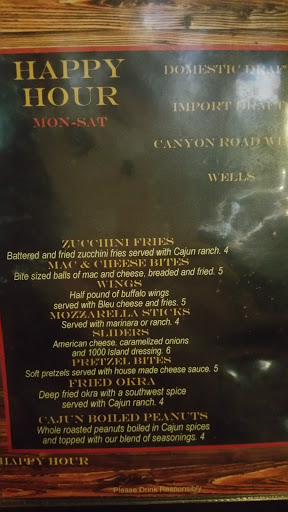 HAPPY
HOUR
MON-SAT
DOMESTIC
IMPORT
CANYON ROAD
WELLS
ZUCCHINI FRIES
Battered and fried zucchini fries served with Cajun ranch. 4
MAC & CHEESE BITES
Bite sized balls of mac and cheese, breaded and fried. 5
WINGS
Half pound of buffalo wings
served with Bleu cheese and fries. 5
MOZZARELLA STICKS
Served with marinara or ranch. 4
SLIDERS
American cheese, caramelized onions
and 1000 Island dressing. 6
PRETZEL BITES
Soft pretzels served with house made cheese sauce. 5
FRIED OKRA
Deep fried okra with a southwest spice
served with Cajun ranch. 4
CAJUN BOILED PEANUTS
Whole roasted peanuts boiled in Cajun spices
and topped with our blend of seasonings. 4
HAPPY HOUR
Please Drink Responsibly